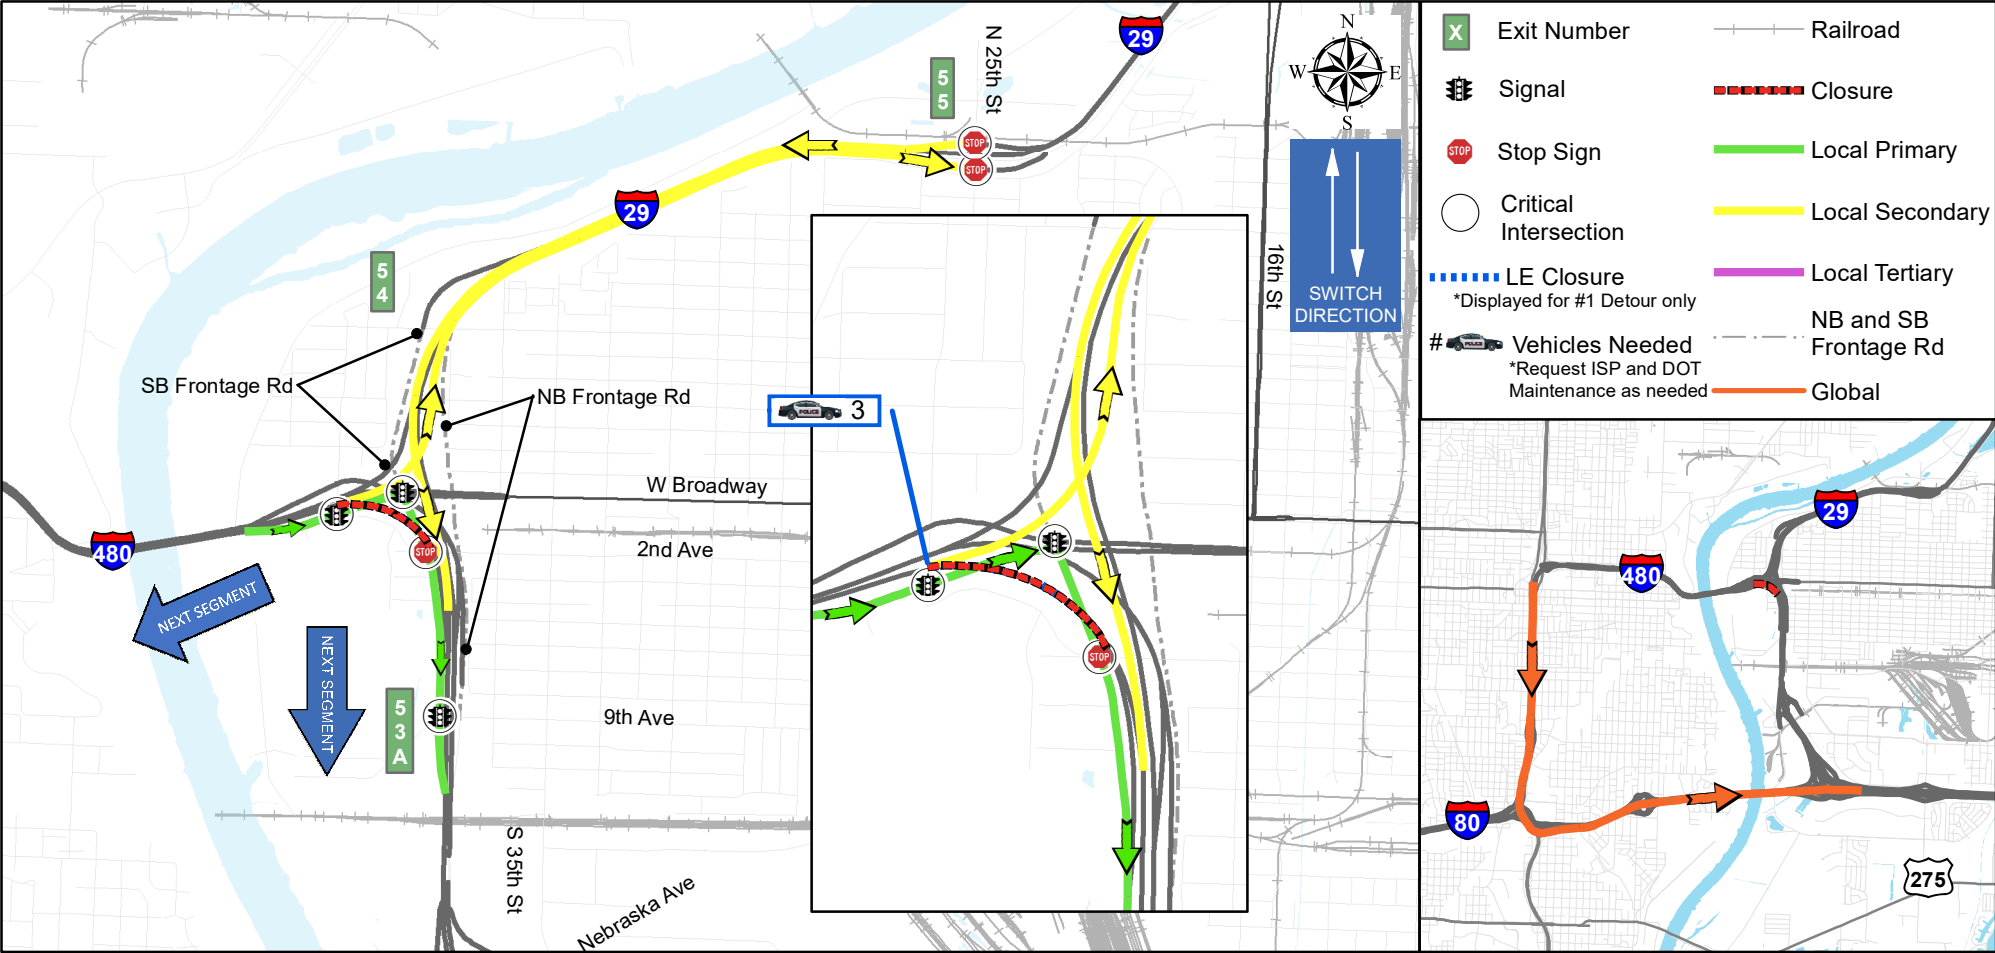 N 25th St
29
5
5
N
W
E
S
29
5
4
SWITCH
DIRECTION
16th St
SB Frontage Rd
NB Frontage Rd
POLICE
3
W Broadway
2nd Ave
480
STOP
STOP
STOP
STOP
NEXT SEGMENT
NEXT SEGMENT
5
3
A
9th Ave
S 35th St
Nebraska Ave
X
Exit Number
Signal
STOP
Stop Sign
Critical
Intersection
LE Closure
*Displayed for #1 Detour only
#
POLICE
Vehicles Needed
*Request ISP and DOT
Maintenance as needed
Railroad
Closure
Local Primary
Local Secondary
Local Tertiary
NB and SB
Frontage Rd
Global
29
480
80
275